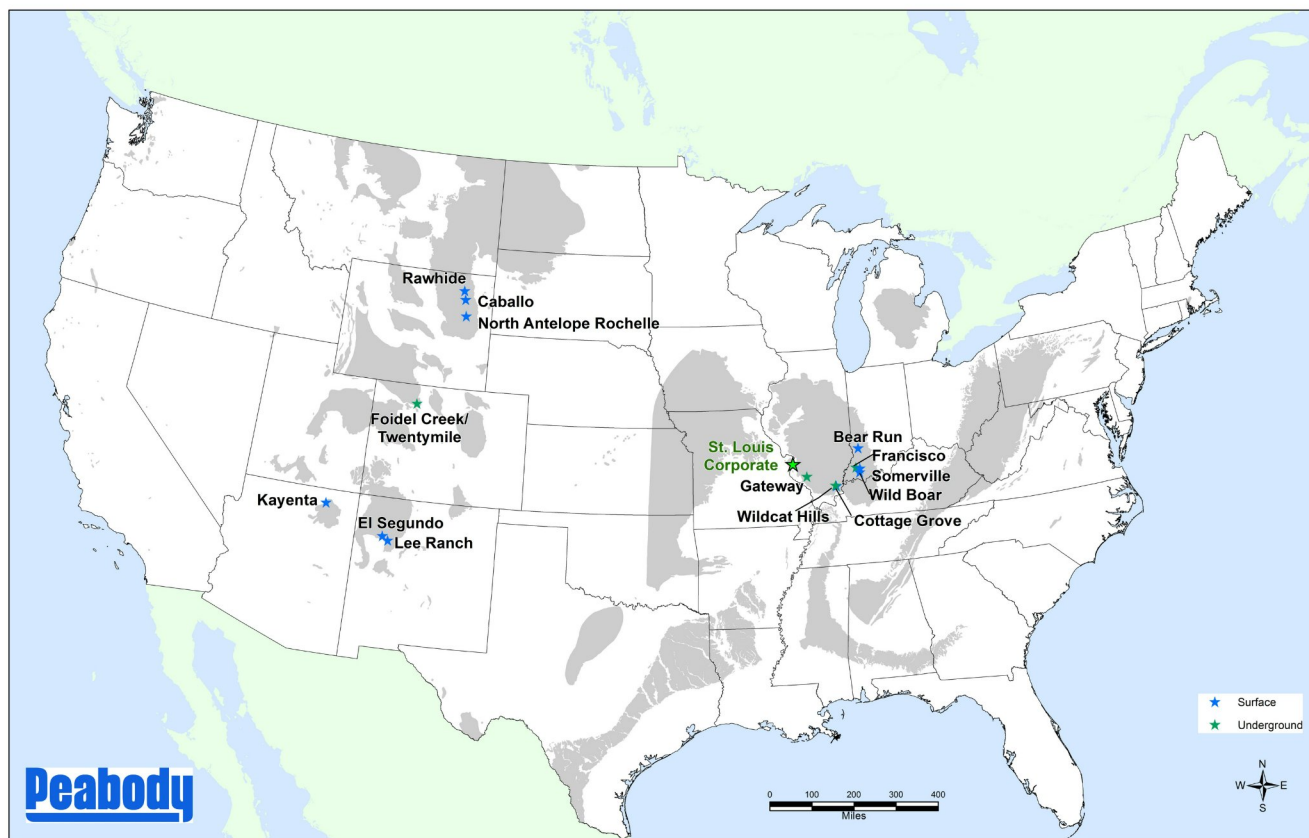 Rawhide
Caballo
North Antelope Rochelle
Foidel Creek/
Twentymile
Kayenta
El Segundo
Lee Ranch
St. Louis
Corporate
Gateway
Wildcat Hills
Bear Run
Francisco
Somerville
Wild Boar
Cottage Grove
Surface
Underground
N
W E
S
0 100 200 300 400
Miles
Peabody